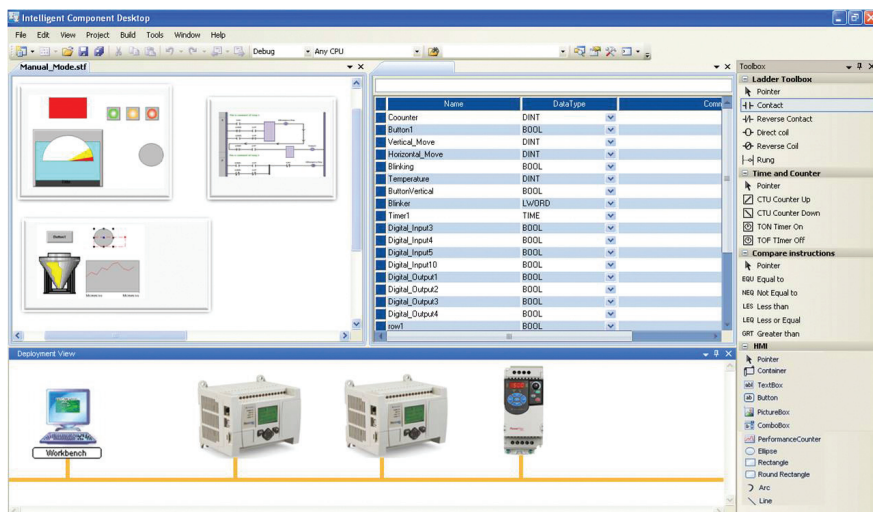 Intelligent Component Desktop
File Edit View Project Build Tools Window Help
Debug Any CPU
Manual_Mode.stf
Button1
Name DataType Comm
Coounter DINT
Button1 BOOL
Vertical_Move DINT
Horizontal_Move DINT
Blinking BOOL
Temperature DINT
ButtonVertical BOOL
Blinker LWORD
Timer1 TIME
Digital_Input3 BOOL
Digital_Input4 BOOL
Digital_Input5 BOOL
Digital_Input10 BOOL
Digital_Output1 BOOL
Digital_Output2 BOOL
Digital_Output3 BOOL
Digital_Output4 BOOL
row1 BOOL
Toolbox
Ladder Toolbox
Pointer
Contact
Reverse Contact
Direct coil
Reverse Coil
Rung
Time and Counter
Pointer
CTU Counter Up
CTU Counter Down
TON Timer On
TOF TImer Off
Compare instructions
Pointer
EQU Equal to
NEQ Not Equal to
LES Less than
LEQ Less or Equal
GRT Greater than
HMI
Pointer
Container
abl TextBox
ab Button
PictureBox
ComboBox
PerformanceCounter
Ellipse
Rectangle
Round Rectangle
Arc
Line
Deployment View
Workbench